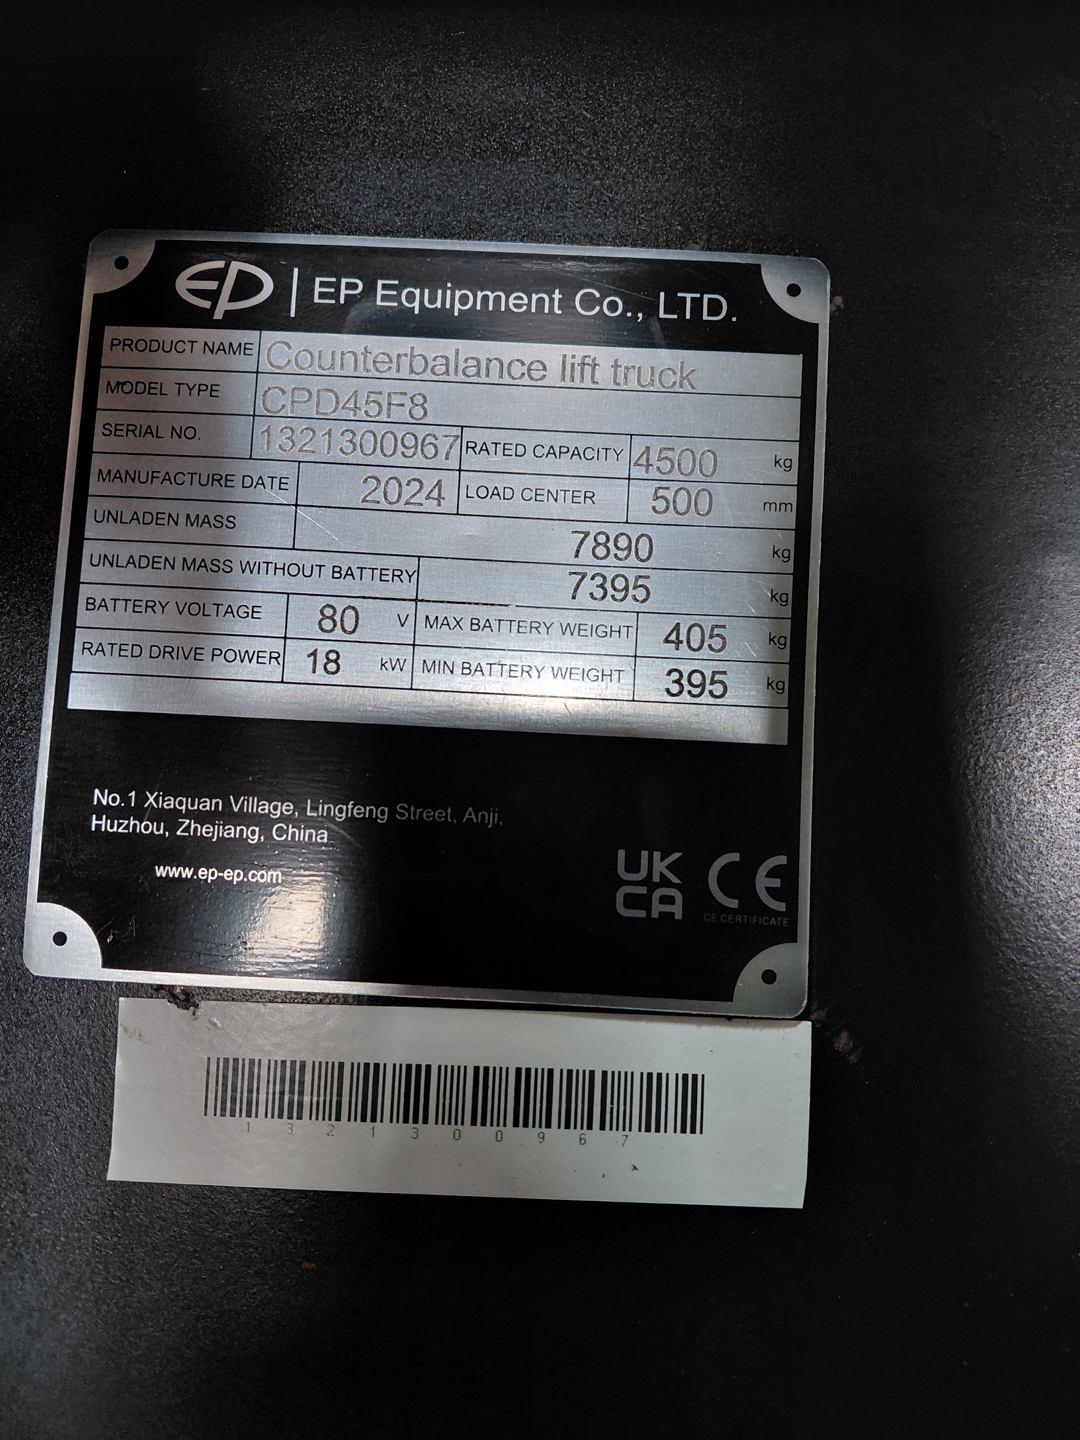 EP | EP Equipment Co., LTD.
PRODUCT NAME Counterbalance lift truck
MODEL TYPE CPD45F8
SERIAL NO. 1321300967 RATED CAPACITY 4500 kg
MANUFACTURE DATE 2024 LOAD CENTER 500 mm
UNLADEN MASS 7890 kg
UNLADEN MASS WITHOUT BATTERY 7395 kg
BATTERY VOLTAGE 80 V MAX BATTERY WEIGHT 405 kg
RATED DRIVE POWER 18 kW MIN BATTERY WEIGHT 395 kg
No.1 Xiaquan Village, Lingfeng Street, Anji,
Huzhou, Zhejiang, China
www.ep-ep.com
UK
CA
CE
CE CERTIFICATE
1321300967